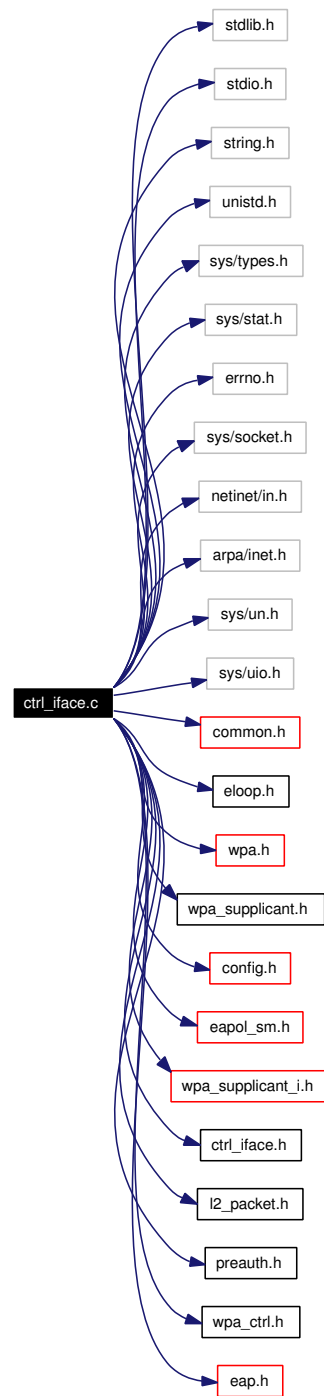 stdlib.h
stdio.h
string.h
unistd.h
sys/types.h
sys/stat.h
errno.h
sys/socket.h
netinet/in.h
arpa/inet.h
sys/un.h
sys/uio.h
ctrl_iface.c
common.h
eloop.h
wpa.h
wpa_supplicant.h
config.h
eapol_sm.h
wpa_supplicant_i.h
ctrl_iface.h
l2_packet.h
preauth.h
wpa_ctrl.h
eap.h